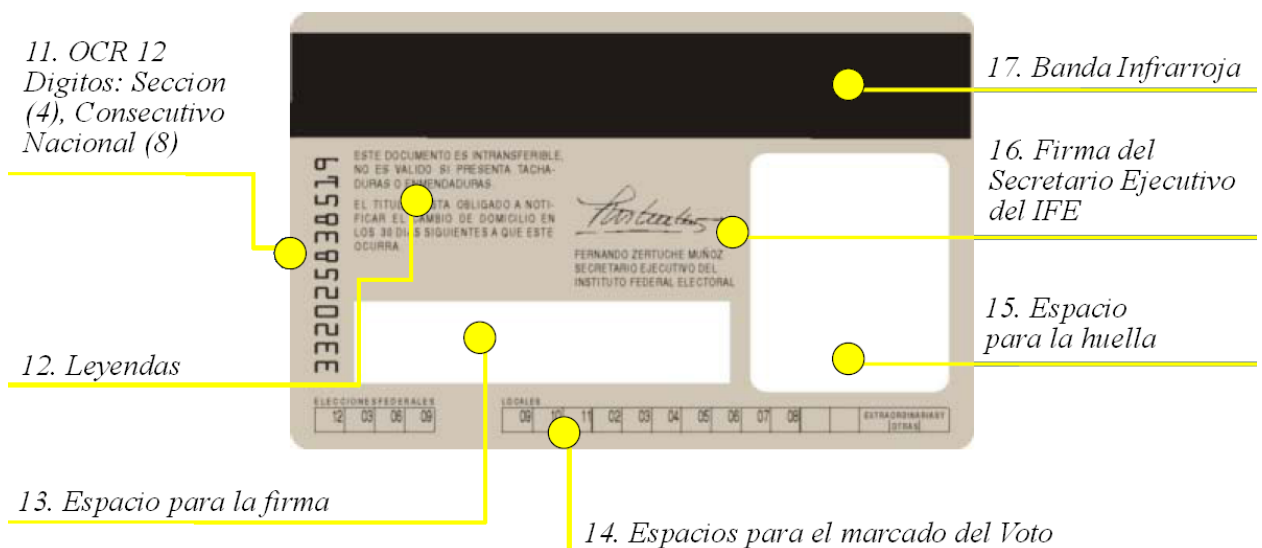 11. OCR 12
Digitos: Seccion
(4), Consecutivo
Nacional (8)
17. Banda Infrarroja
16. Firma del
Secretario Ejecutivo
del IFE
15. Espacio
para la huella
12. Leyendas
13. Espacio para la firma
14. Espacios para el marcado del Voto
332025838519
ESTE DOCUMENTO ES INTRANSFERIBLE,
NO ES VALIDO SI PRESENTA TACHA-
DURAS O ENMENDADURAS.
EL TITULAR ESTA OBLIGADO A NOTI-
FICAR EL CAMBIO DE DOMICILIO EN
LOS 30 DIAS SIGUIENTES A QUE ESTE
OCURRA.
FERNANDO ZERTUCHE MUÑOZ
SECRETARIO EJECUTIVO DEL
INSTITUTO FEDERAL ELECTORAL
ELECCIONES FEDERALES
12 03 06 09
LOCALES
09 10 11 02 03 04 05 06 07 08
EXTRAORDINARIAS Y
OTRAS